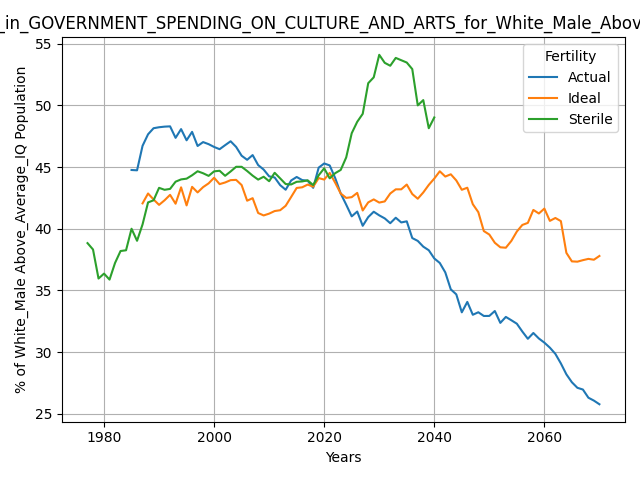 _in_GOVERNMENT_SPENDING_ON_CULTURE_AND_ARTS_for_White_Male_Above
Fertility
Actual
Ideal
Sterile
% of White_Male Above_Average_IQ Population
55
50
45
40
35
30
25
1980
2000
2020
2040
2060
Years